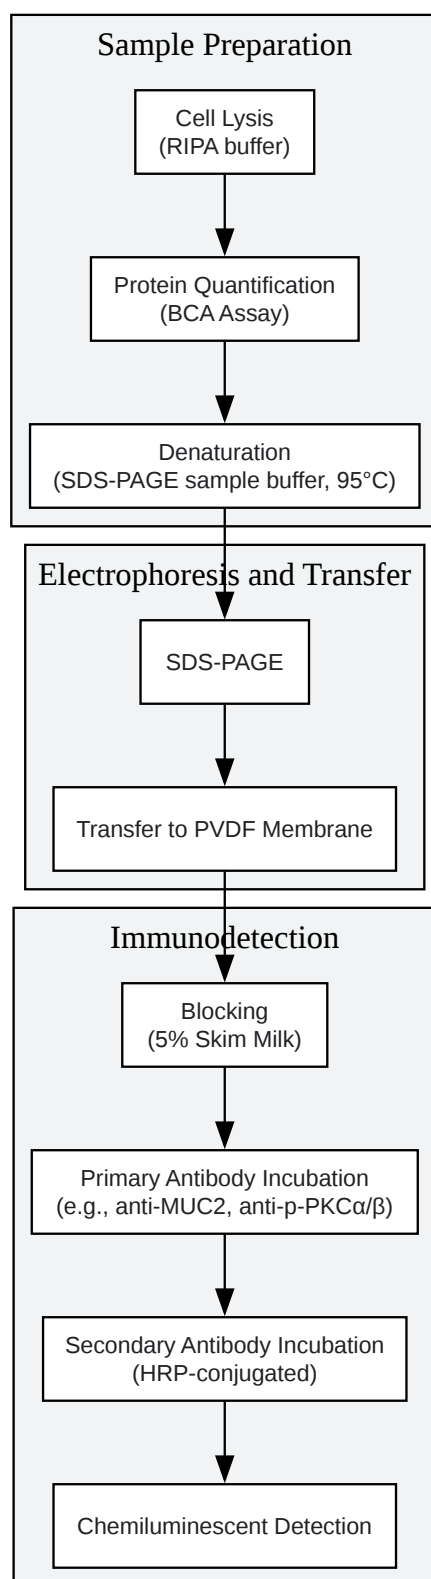 Sample Preparation
Cell Lysis
(RIPA buffer)
Protein Quantification
(BCA Assay)
Denaturation
(SDS-PAGE sample buffer, 95°C)
Electrophoresis and Transfer
SDS-PAGE
Transfer to PVDF Membrane
Immunodetection
Blocking
(5% Skim Milk)
Primary Antibody Incubation
(e.g., anti-MUC2, anti-p-PKCα/β)
Secondary Antibody Incubation
(HRP-conjugated)
Chemiluminescent Detection